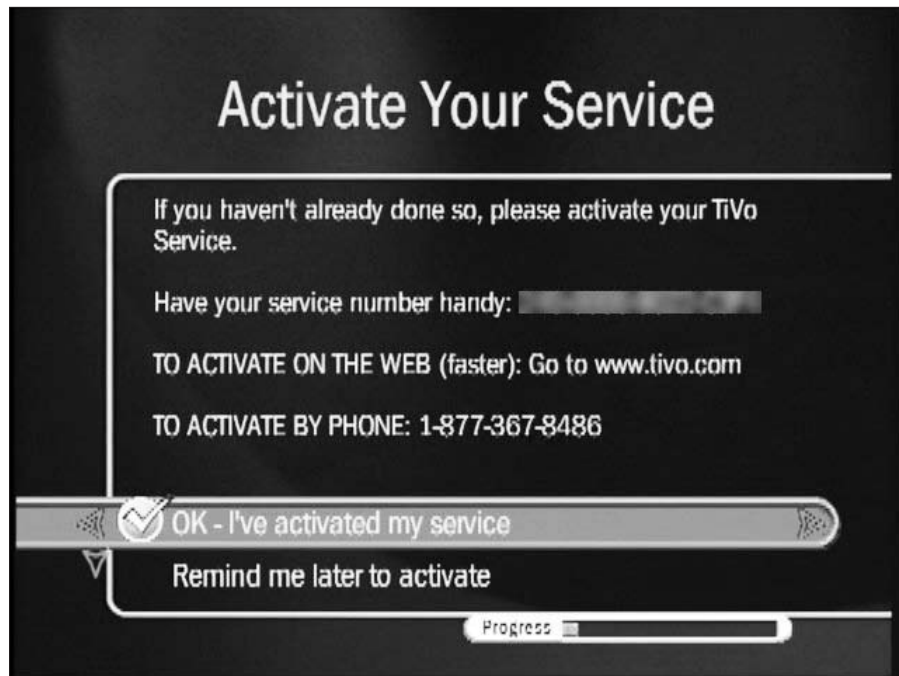 Activate Your Service
If you haven't already done so, please activate your TiVo
Service.
Have your service number handy:
TO ACTIVATE ON THE WEB (faster): Go to www.tivo.com
TO ACTIVATE BY PHONE: 1-877-367-8486
OK - I've activated my service
Remind me later to activate
Progress